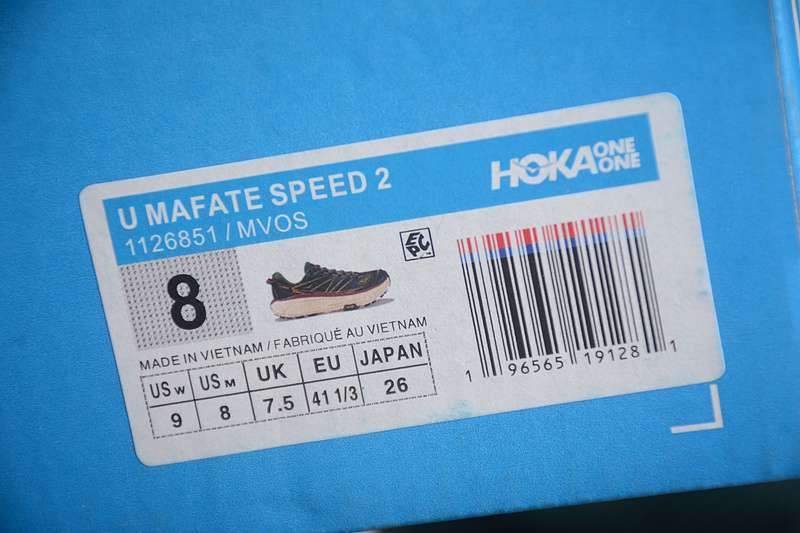 U MAFATE SPEED 2
1126851 / MVOS
HOKA ONE ONE
8
EPC
MADE IN VIETNAM / FABRIQUÉ AU VIETNAM
US W US M UK EU JAPAN
9 8 7.5 41 1/3 26
1 96565 19128 1